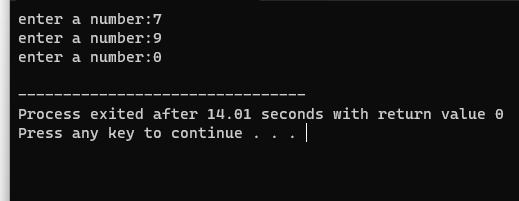 enter a number:7
enter a number:9
enter a number:0
--------------------------------
Process exited after 14.01 seconds with return value 0
Press any key to continue . . .